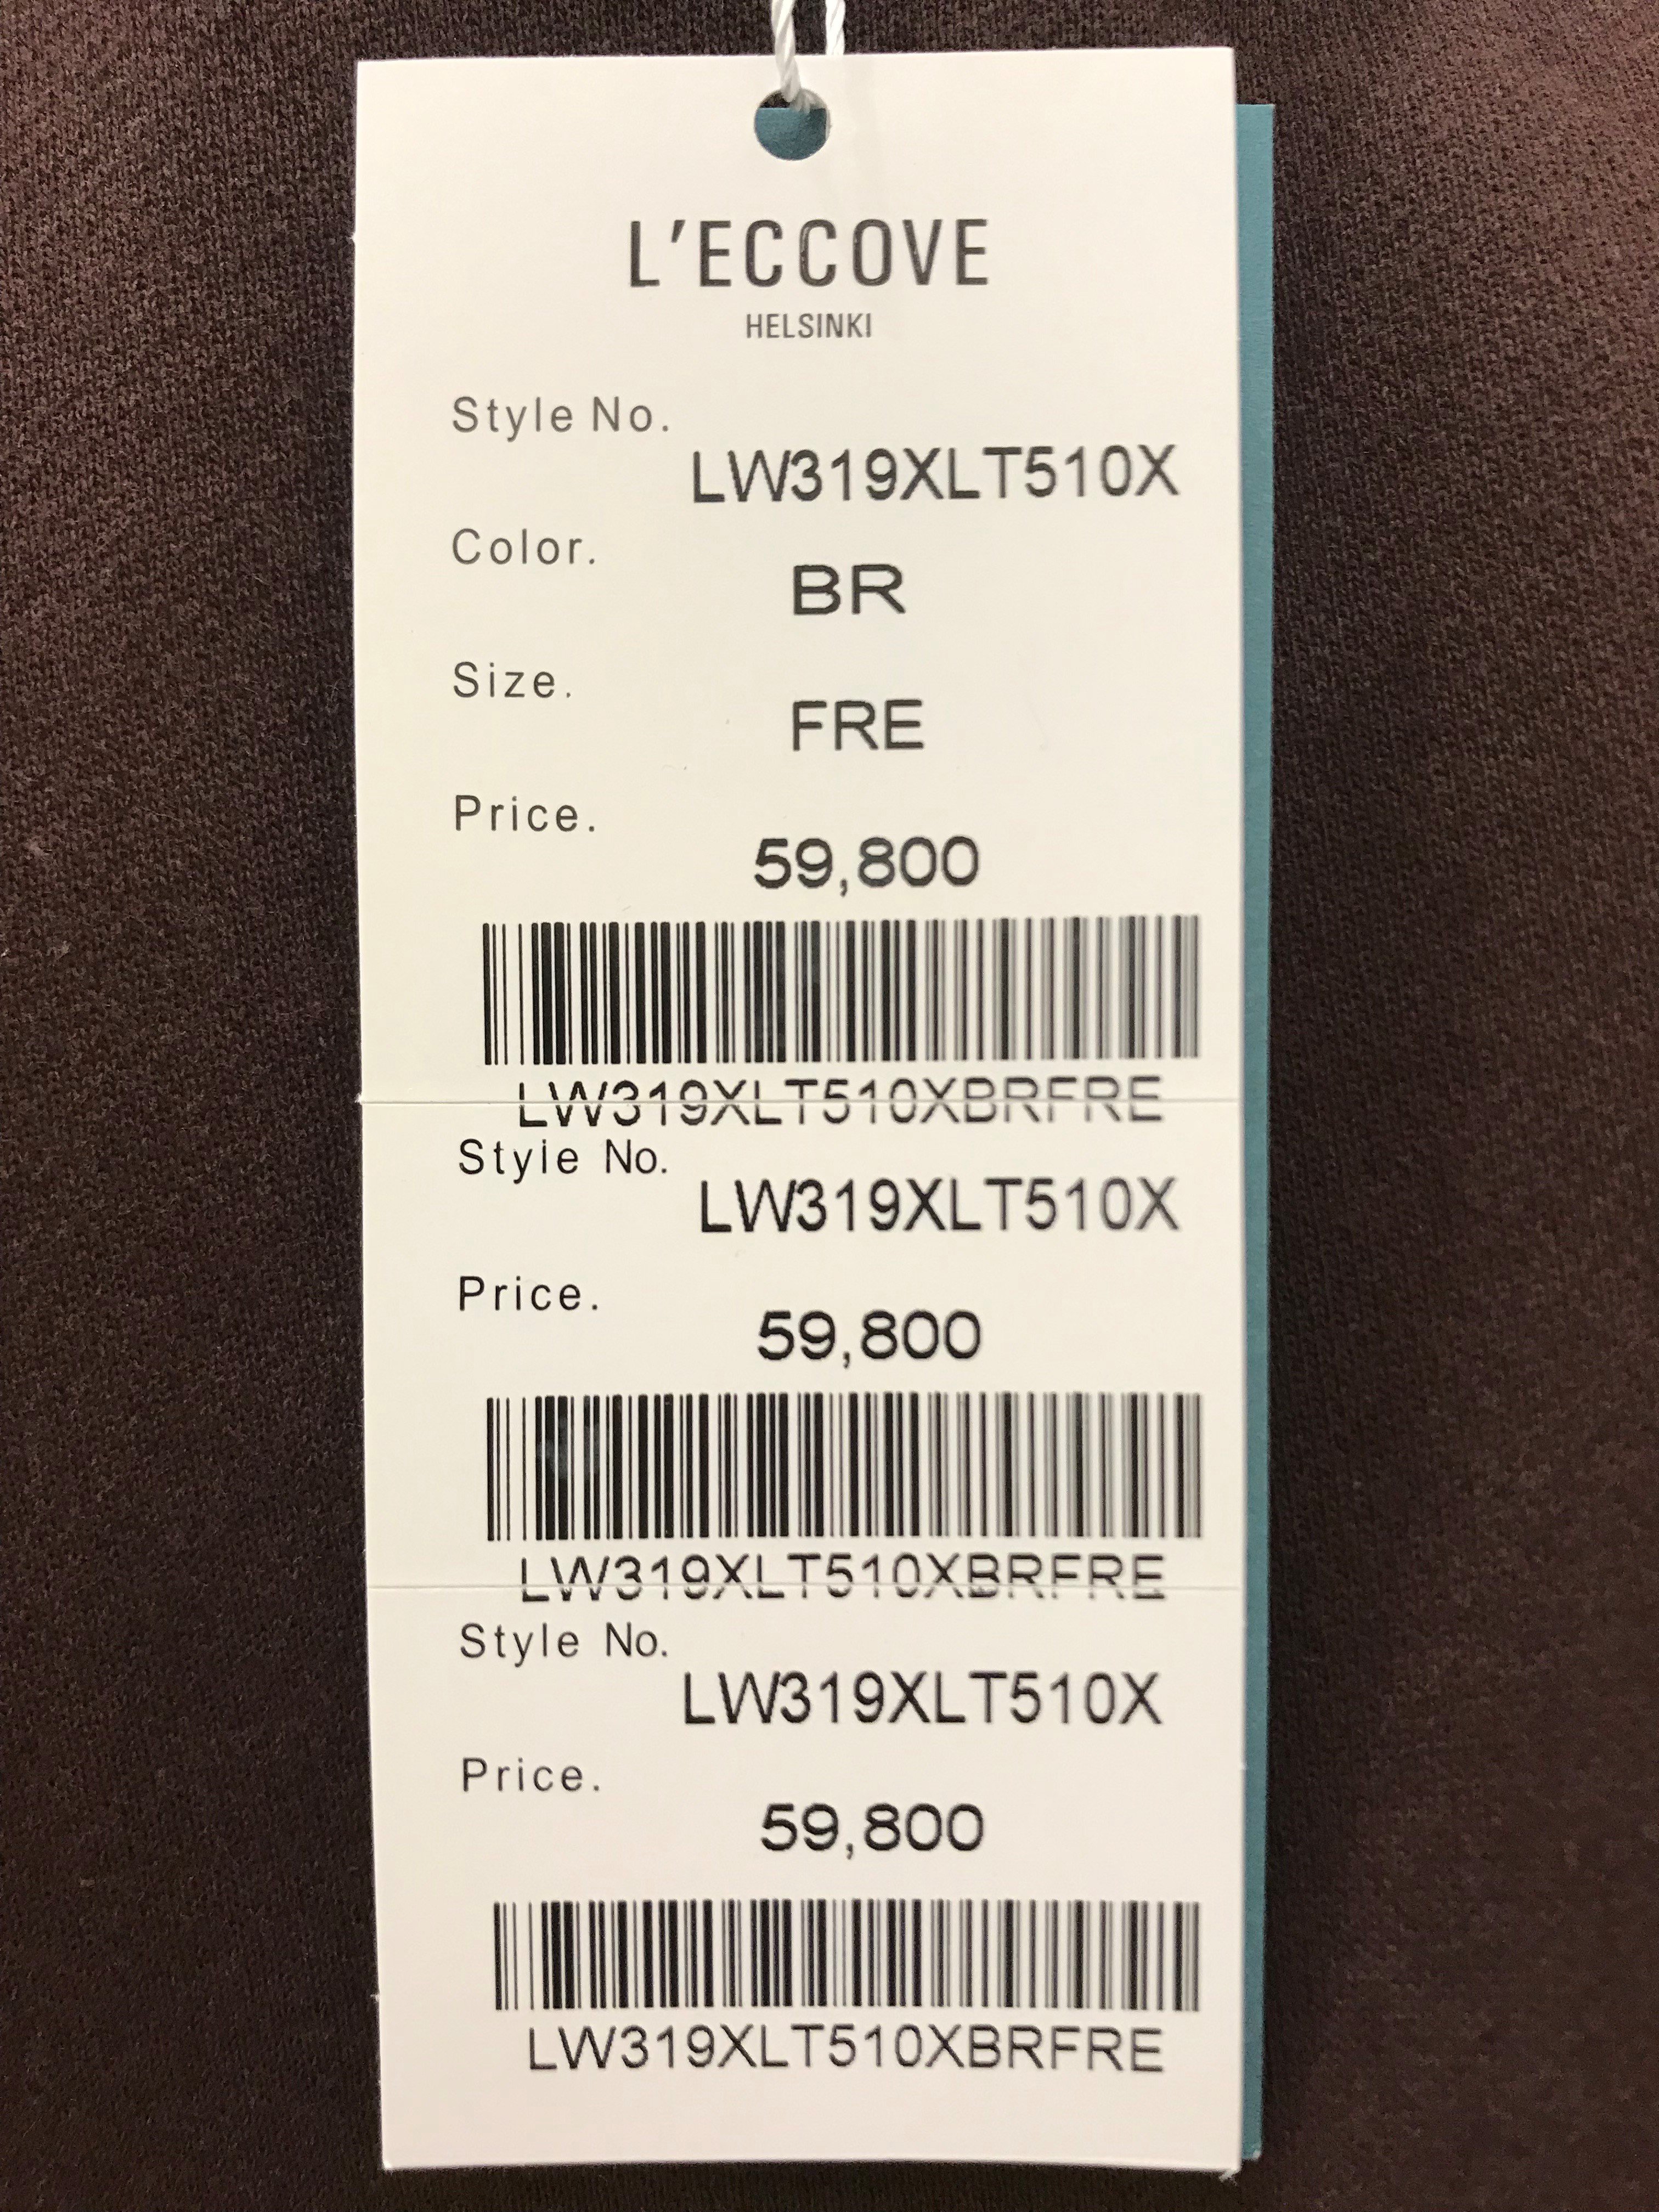 L'ECCOVE
HELSINKI
Style No.
LW319XLT510X
Color.
BR
Size.
FRE
Price.
59,800
LW319XLT510XBRFRE
Style No.
LW319XLT510X
Price.
59,800
LW319XLT510XBRFRE
Style No.
LW319XLT510X
Price.
59,800
LW319XLT510XBRFRE